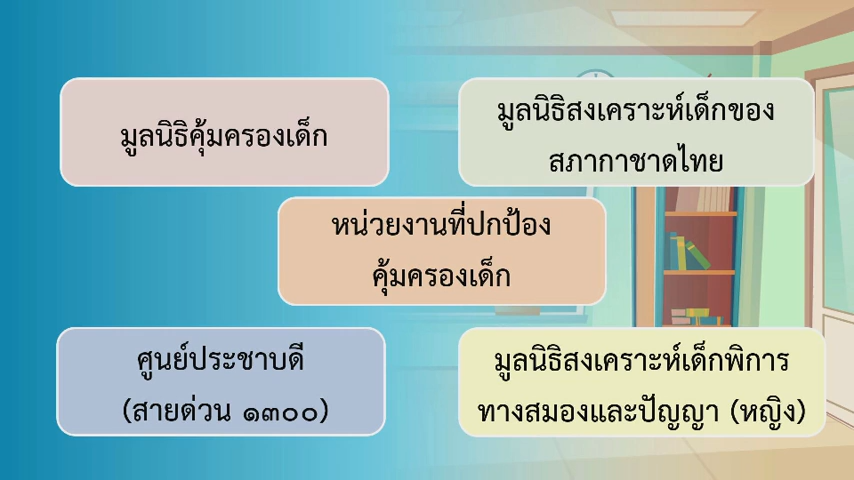 มูลนิธิคุ้มครองเด็ก
มูลนิธิสงเคราะห์เด็กของ
สภากาชาดไทย
หน่วยงานที่ปกป้อง
คุ้มครองเด็ก
ศูนย์ประชาบดี
(สายด่วน ๑๓๐๐)
มูลนิธิสงเคราะห์เด็กพิการ
ทางสมองและปัญญา (หญิง)